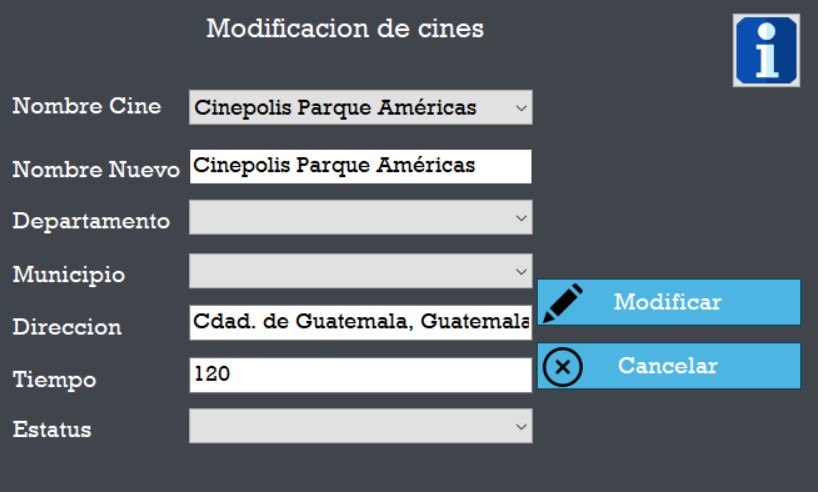 Modificacion de cines
Nombre Cine Cinepolis Parque Américas
Nombre Nuevo Cinepolis Parque Américas
Departamento
Municipio
Modificar
Direccion Cdad. de Guatemala, Guatemala
Cancelar
Tiempo 120
Estatus